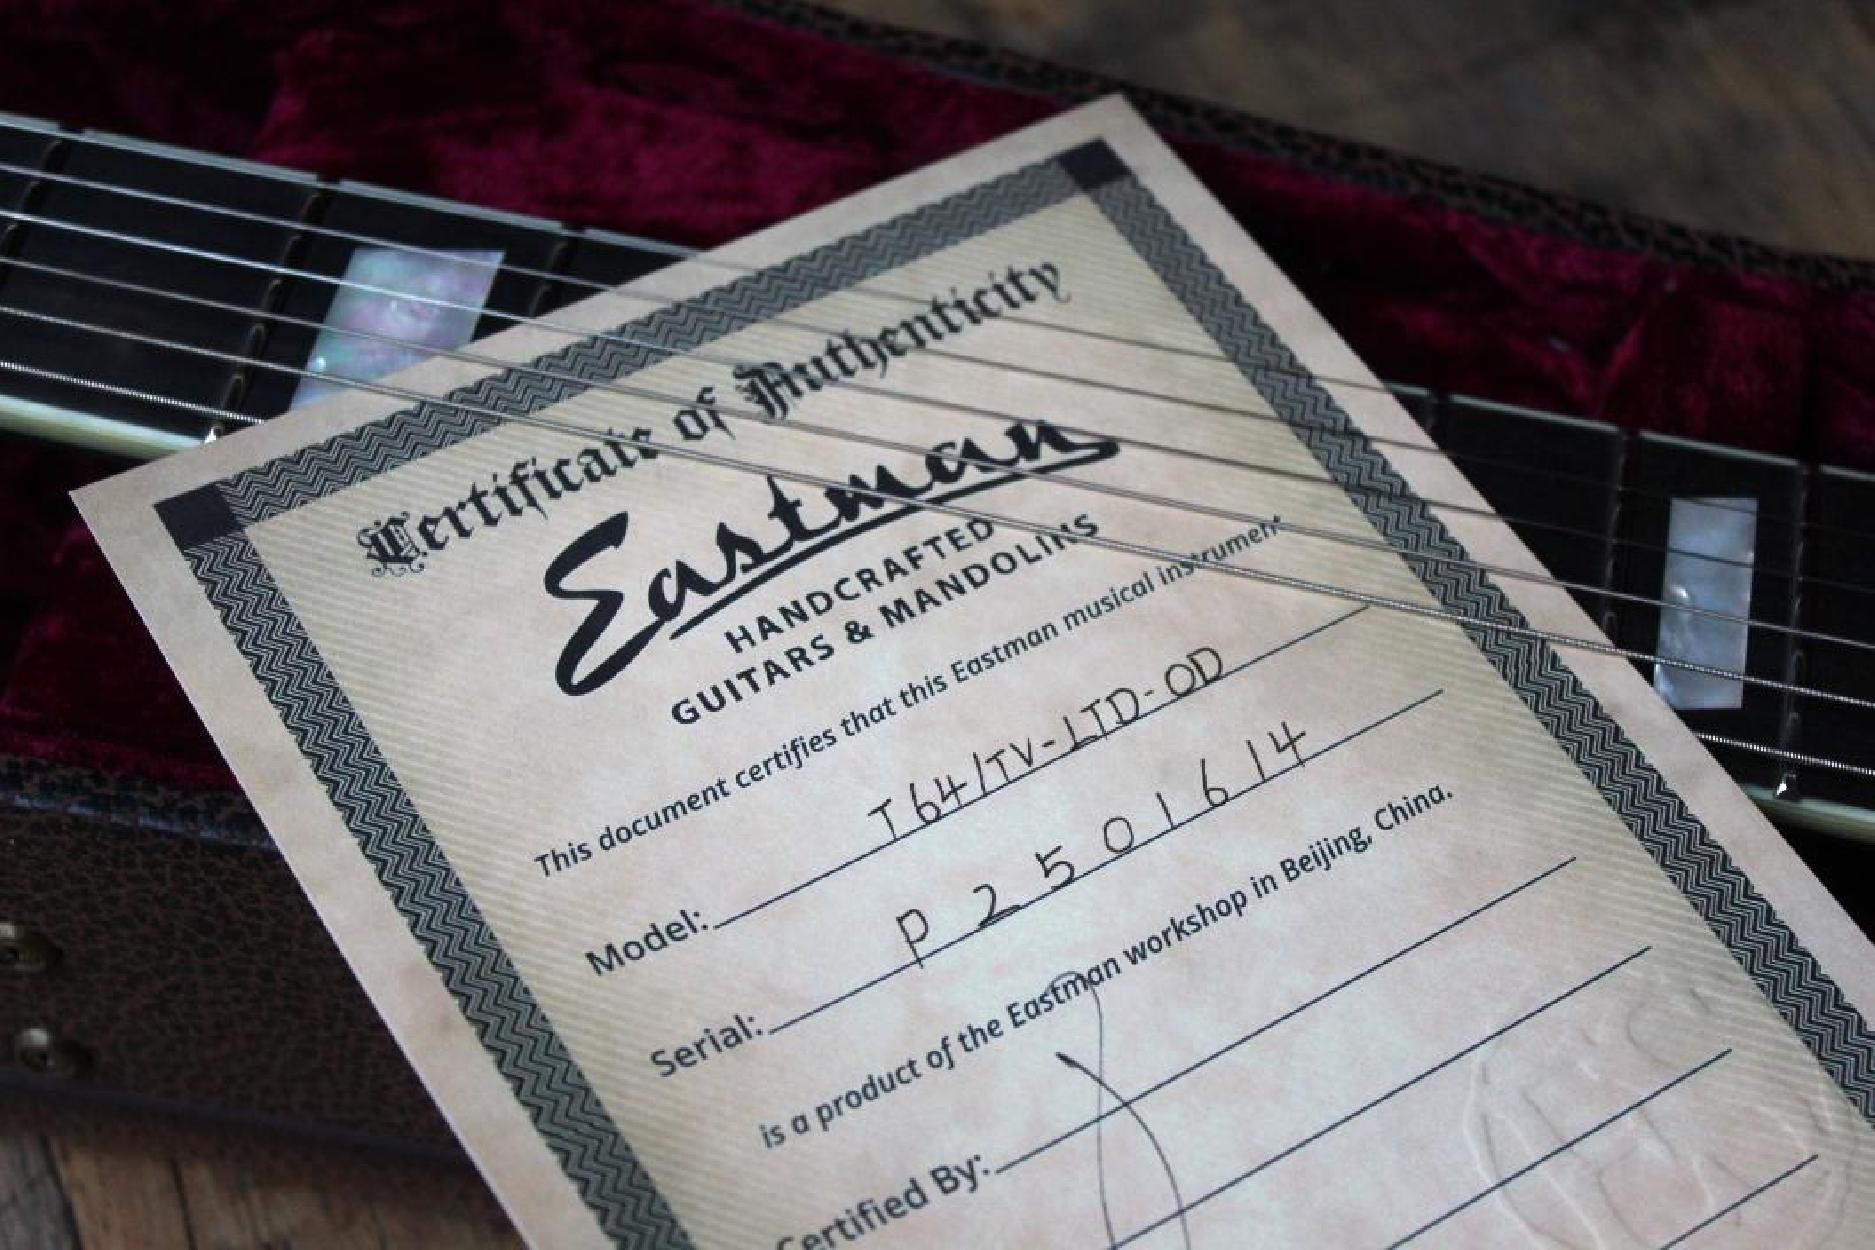 Certificate of Authenticity
Eastman
HANDCRAFTED
GUITARS & MANDOLINS
This document certifies that this Eastman musical instrument
Model: T64/TV-LTD-OD
Serial: P2501614
is a product of the Eastman workshop in Beijing, China.
Certified By: